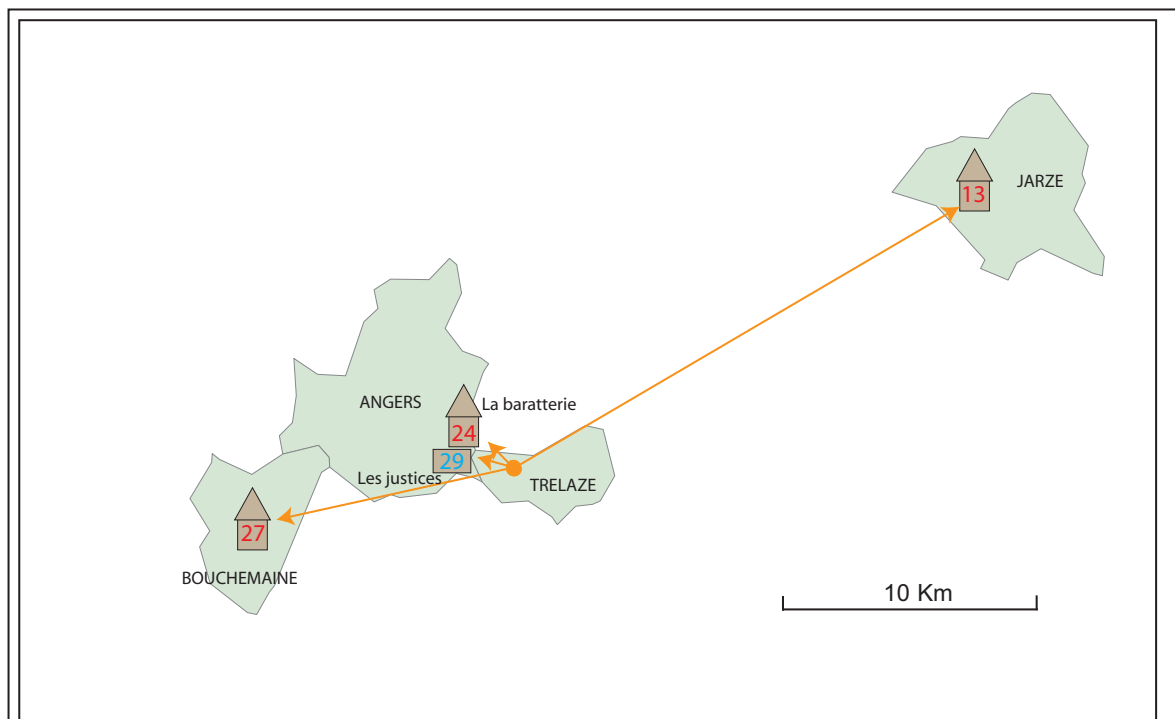 13
JARZE
ANGERS
La baratterie
24
29
Les justices
TRELAZE
27
BOUCHEMAINE
10 Km